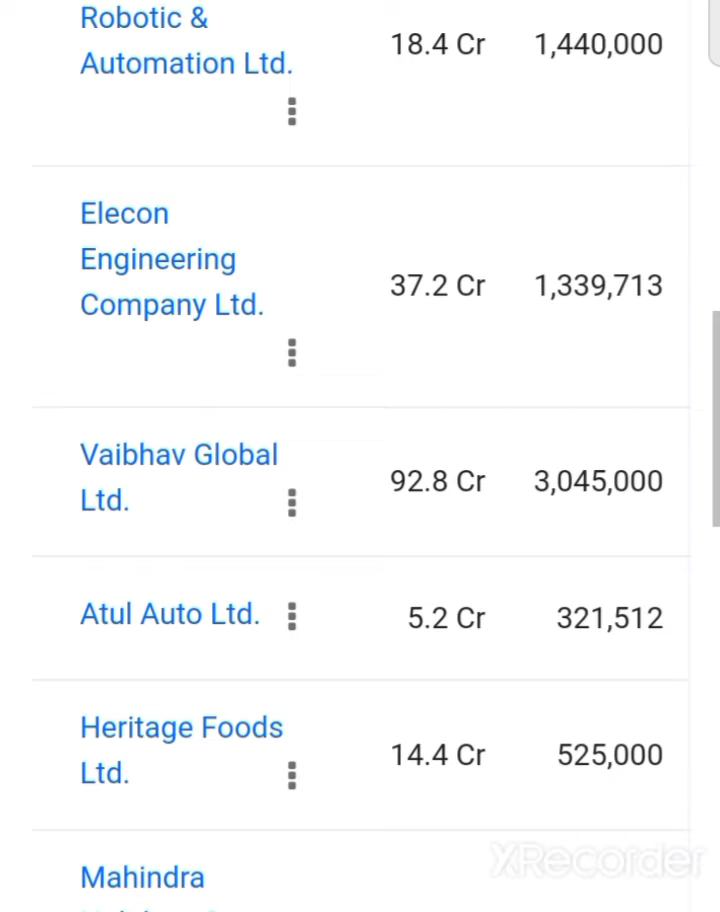 Robotic &
Automation Ltd.
18.4 Cr 1,440,000
Elecon
Engineering
Company Ltd.
37.2 Cr 1,339,713
Vaibhav Global
Ltd.
92.8 Cr 3,045,000
Atul Auto Ltd. 5.2 Cr 321,512
Heritage Foods
Ltd.
14.4 Cr 525,000
XRecorder
Mahindra